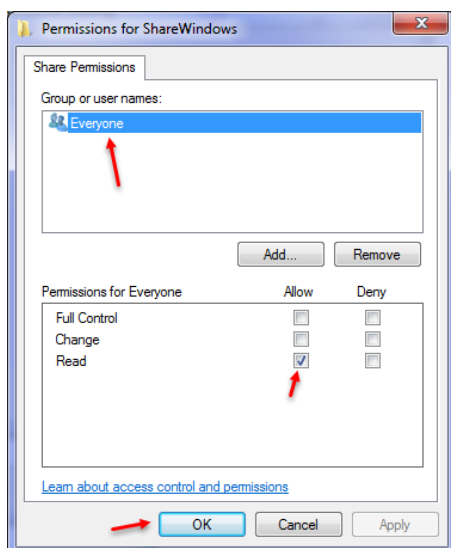 Permissions for ShareWindows
Share Permissions
Group or user names:
Everyone
Add... Remove
Permissions for Everyone Allow Deny
Full Control
Change
Read
Learn about access control and permissions
OK Cancel Apply